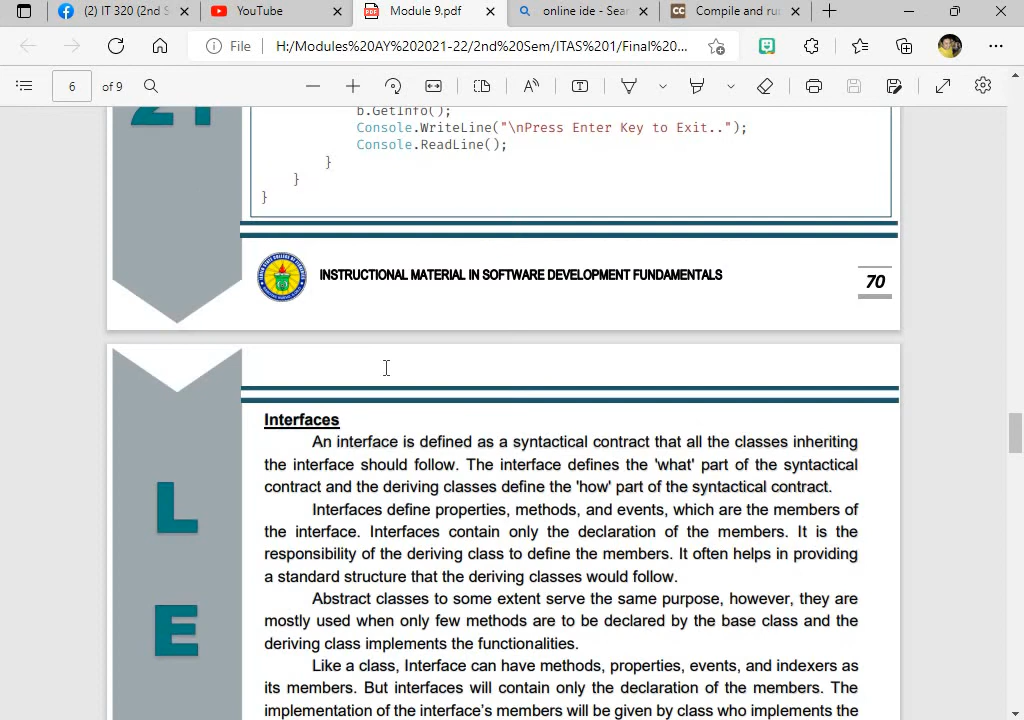 (2) IT 320 (2nd S
YouTube
Module 9.pdf
online ide - Sear
Compile and ru
File
H:/Modules%20AY%202021-22/2nd%20Sem/ITAS%201/Final%20...
6
of 9
b.GetInfo();
Console.WriteLine("\nPress Enter Key to Exit..");
Console.ReadLine();
}
}
}
INSTRUCTIONAL MATERIAL IN SOFTWARE DEVELOPMENT FUNDAMENTALS
70
Interfaces
An interface is defined as a syntactical contract that all the classes inheriting
the interface should follow. The interface defines the 'what' part of the syntactical
contract and the deriving classes define the 'how' part of the syntactical contract.
Interfaces define properties, methods, and events, which are the members of
the interface. Interfaces contain only the declaration of the members. It is the
responsibility of the deriving class to define the members. It often helps in providing
a standard structure that the deriving classes would follow.
Abstract classes to some extent serve the same purpose, however, they are
mostly used when only few methods are to be declared by the base class and the
deriving class implements the functionalities.
Like a class, Interface can have methods, properties, events, and indexers as
its members. But interfaces will contain only the declaration of the members. The
implementation of the interface's members will be given by class who implements the
L
E